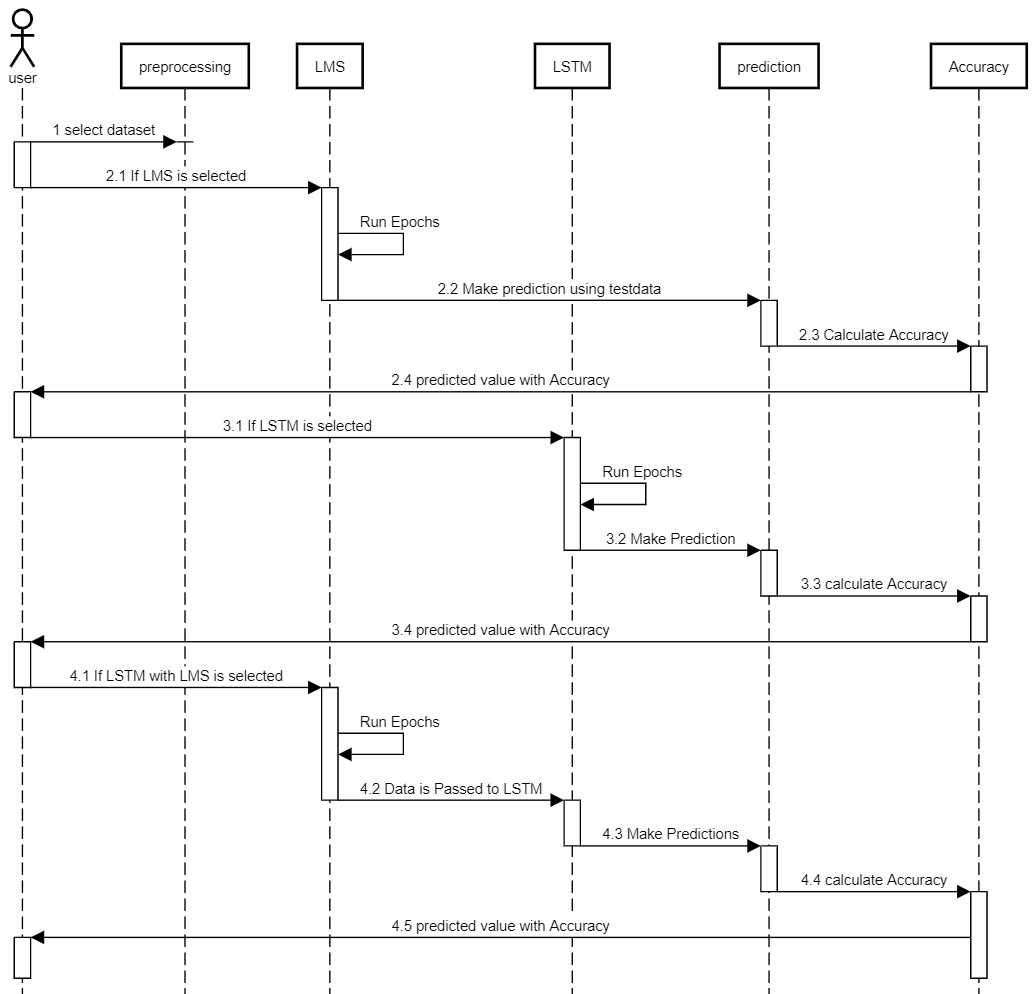 user
preprocessing
LMS
LSTM
prediction
Accuracy
1 select dataset
2.1 If LMS is selected
Run Epochs
2.2 Make prediction using testdata
2.3 Calculate Accuracy
2.4 predicted value with Accuracy
3.1 If LSTM is selected
Run Epochs
3.2 Make Prediction
3.3 calculate Accuracy
3.4 predicted value with Accuracy
4.1 If LSTM with LMS is selected
Run Epochs
4.2 Data is Passed to LSTM
4.3 Make Predictions
4.4 calculate Accuracy
4.5 predicted value with Accuracy